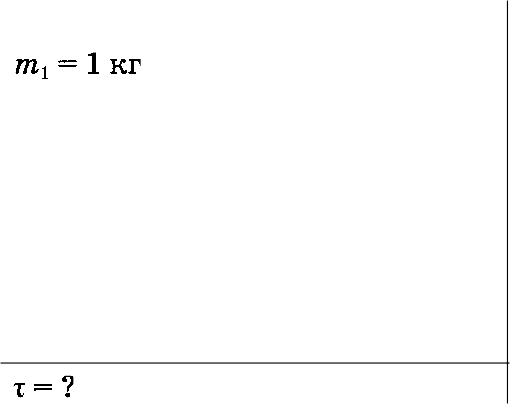 m₁ = 1 кг
τ = ?